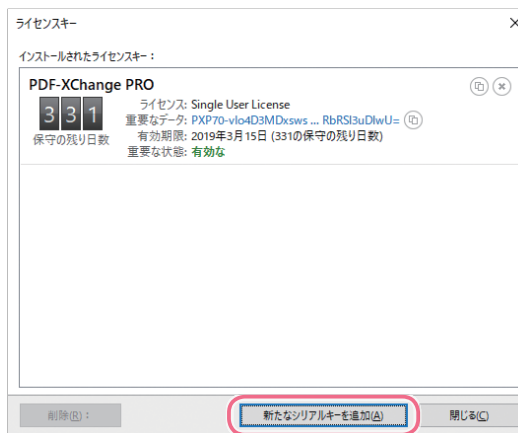 ライセンスキー
インストールされたライセンスキー：
PDF-XChange PRO
331
保守の残り日数
ライセンス: Single User License
重要なデータ: PXP70-vlo4D3MDxsws ... RbRSl3uDlwU=
有効期限: 2019年3月15日 (331の保守の残り日数)
重要な状態: 有効な
削除(R)：
新たなシリアルキーを追加(A)
閉じる(C)